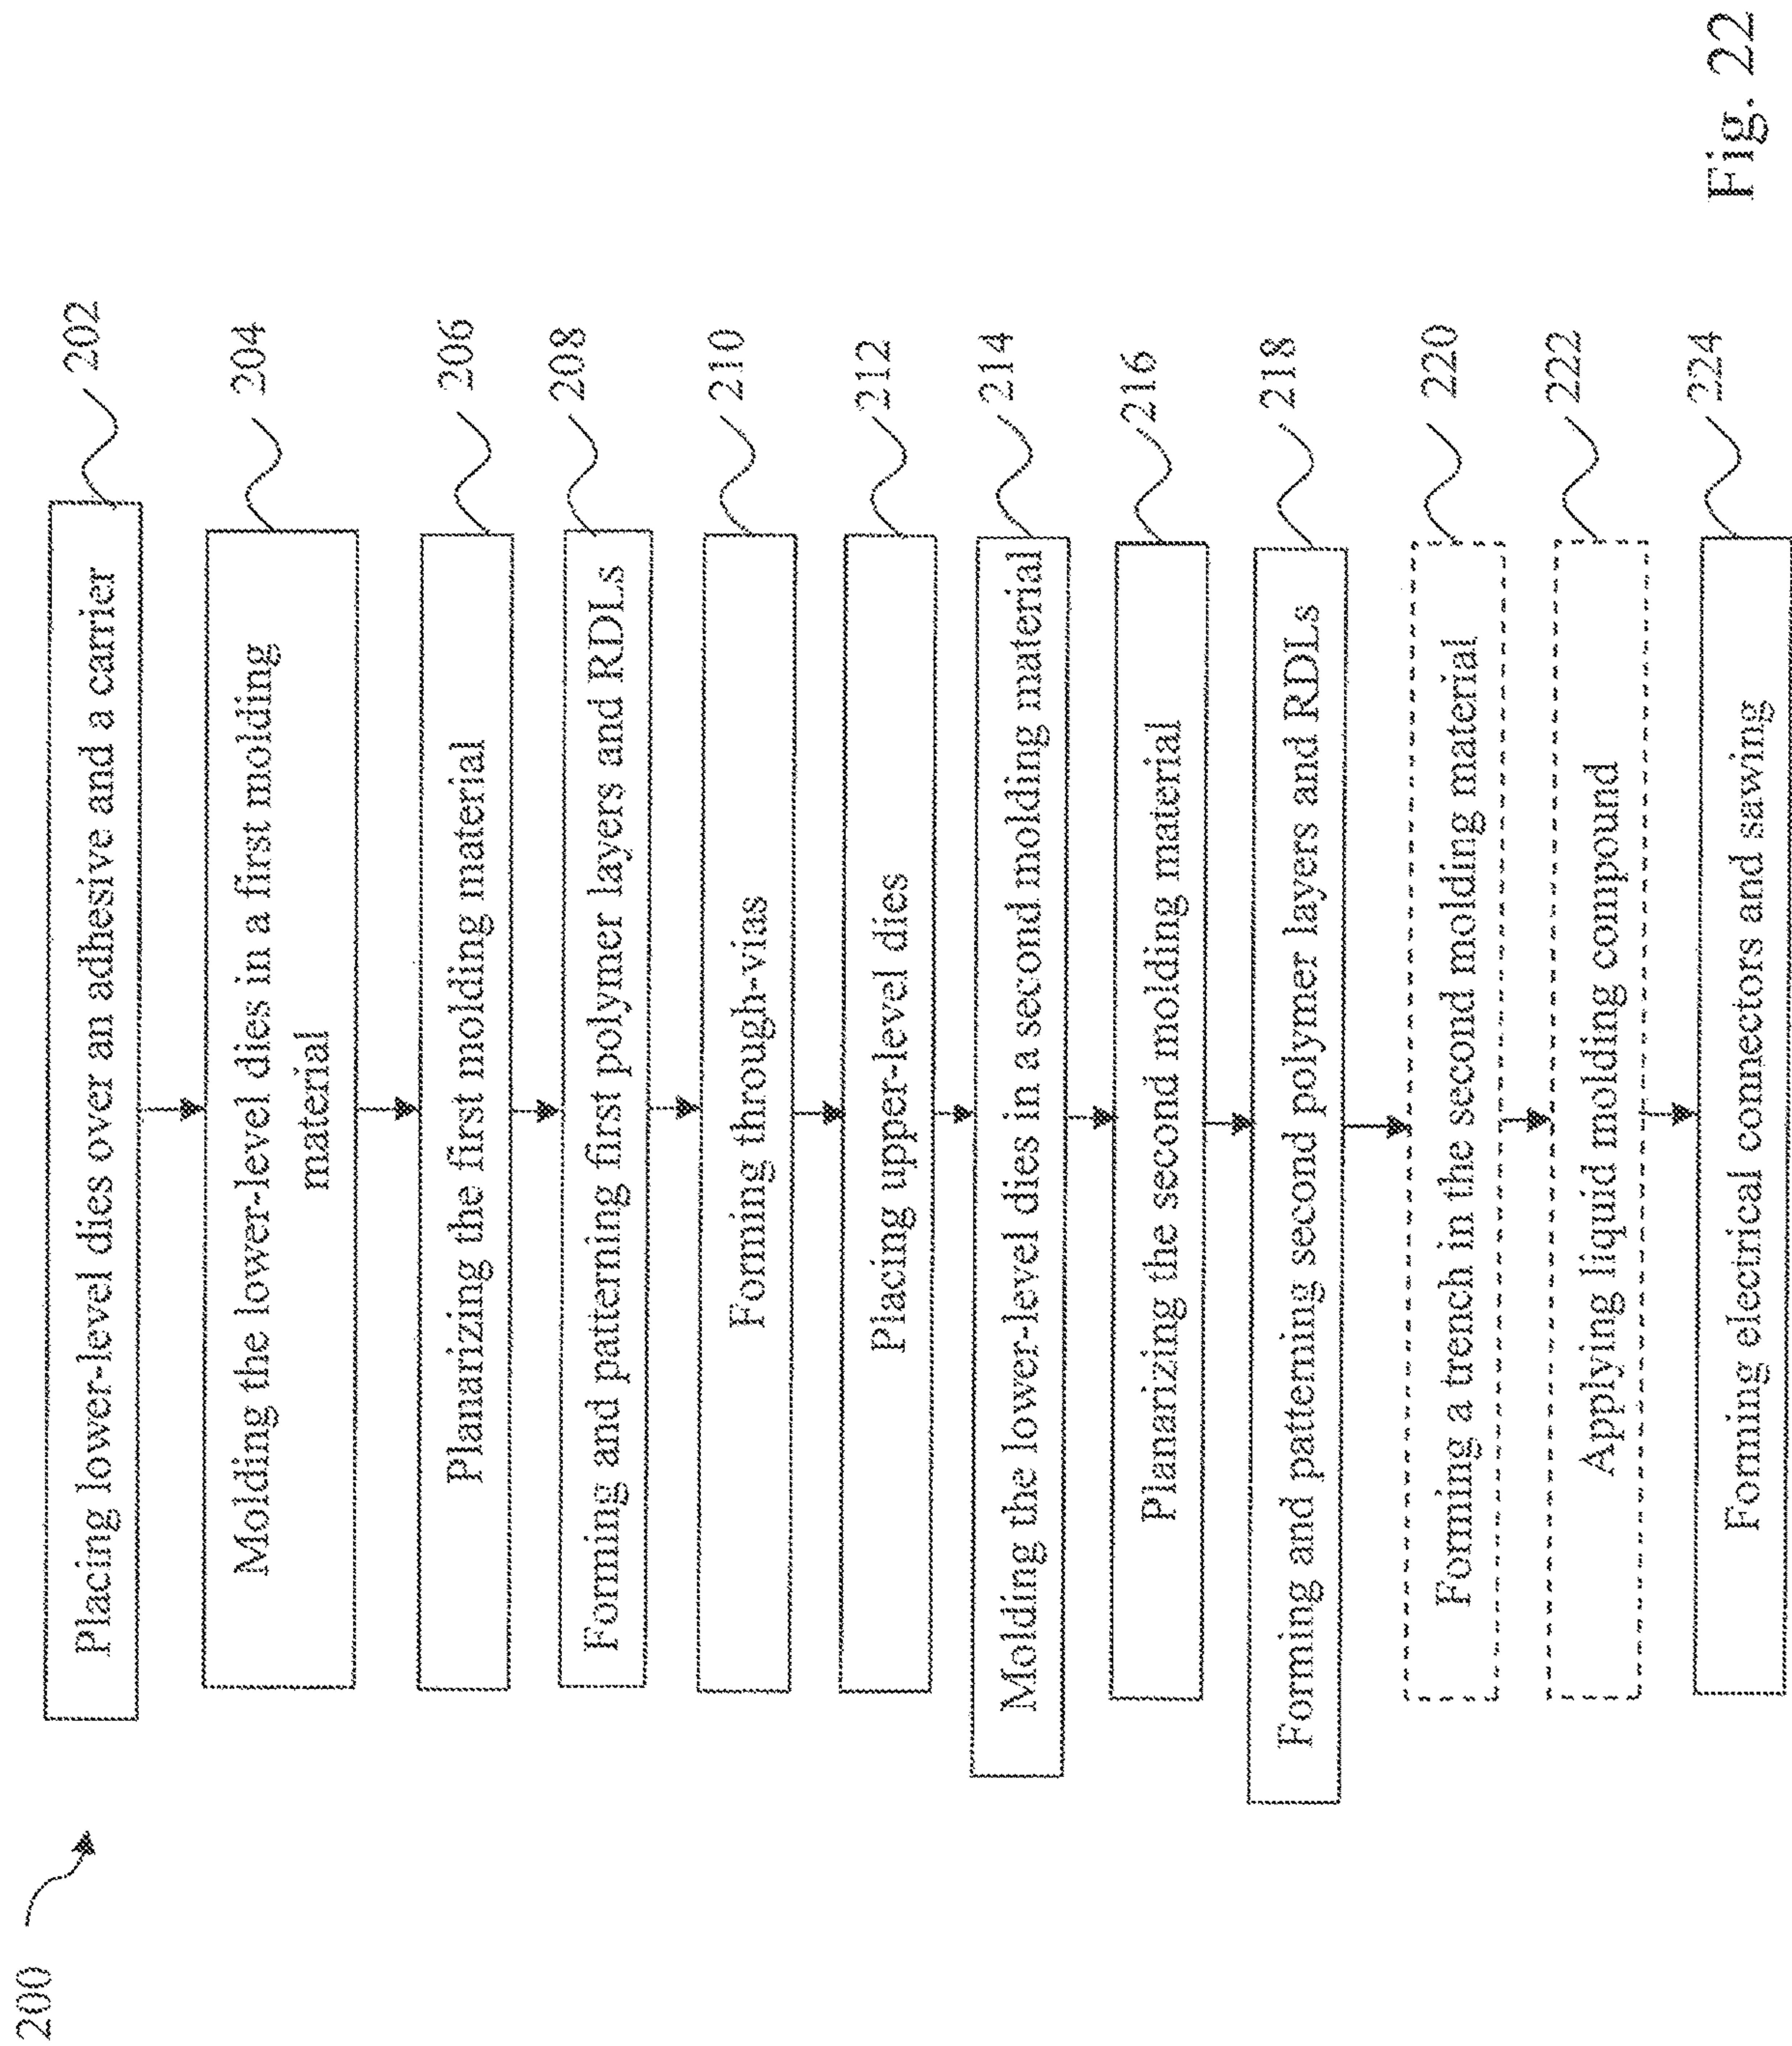 200
Placing lower-level dies over an adhesive and a carrier
202
Molding the lower-level dies in a first molding
material
204
Planarizing the first molding material
206
Forming and patterning first polymer layers and RDLs
208
Forming through-vias
210
Placing upper-level dies
212
Molding the lower-level dies in a second molding material
214
Planarizing the second molding material
216
Forming and patterning second polymer layers and RDLs
218
Forming a trench in the second molding material
220
Applying liquid molding compound
222
Forming electrical connectors and sawing
224
Fig. 22